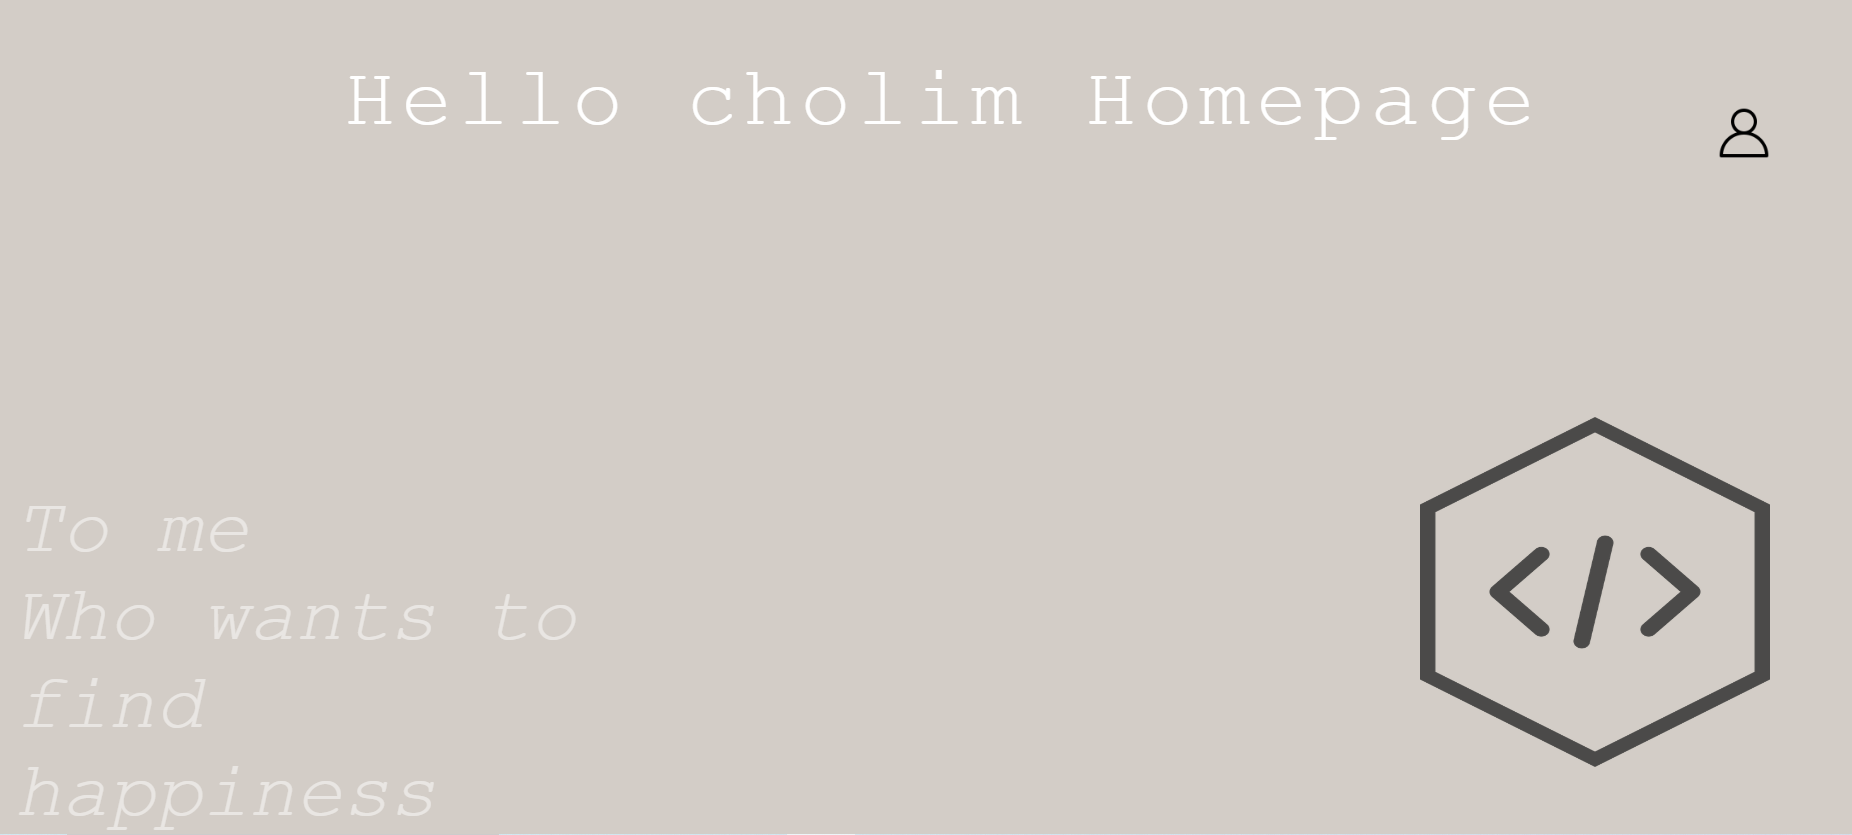 Hello cholim Homepage
</>
To me
Who wants to
find
happiness